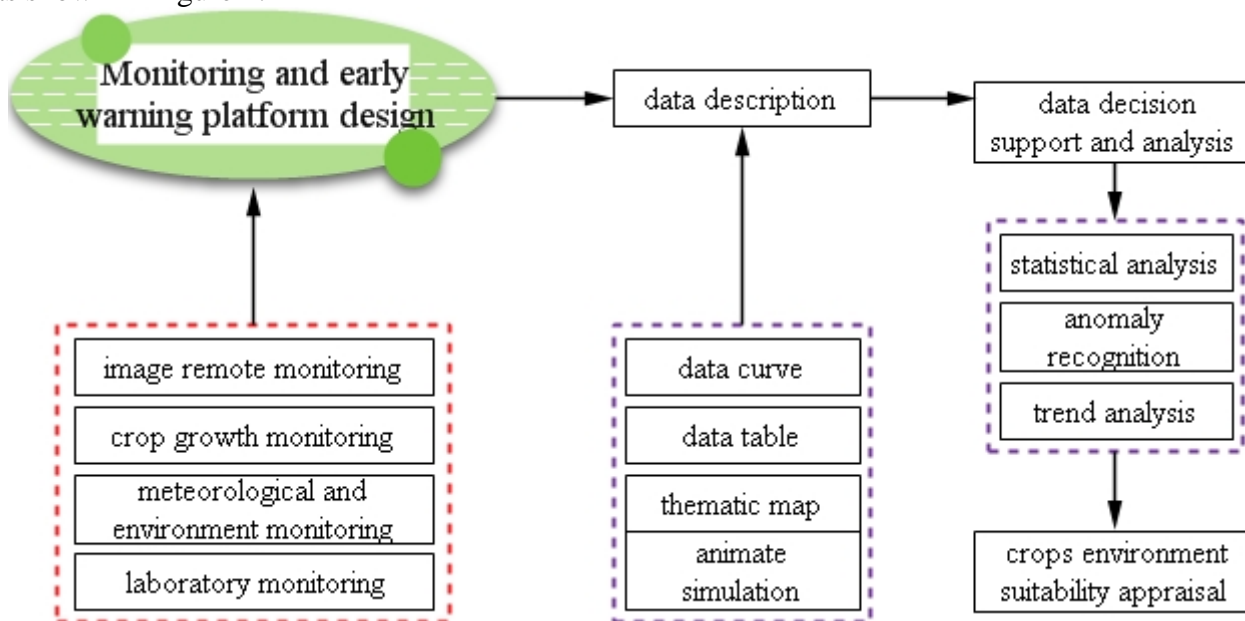 Monitoring and early
warning platform design
data description
data decision
support and analysis
image remote monitoring
crop growth monitoring
meteorological and
environment monitoring
laboratory monitoring
data curve
data table
thematic map
animate
simulation
statistical analysis
anomaly
recognition
trend analysis
crops environment
suitability appraisal